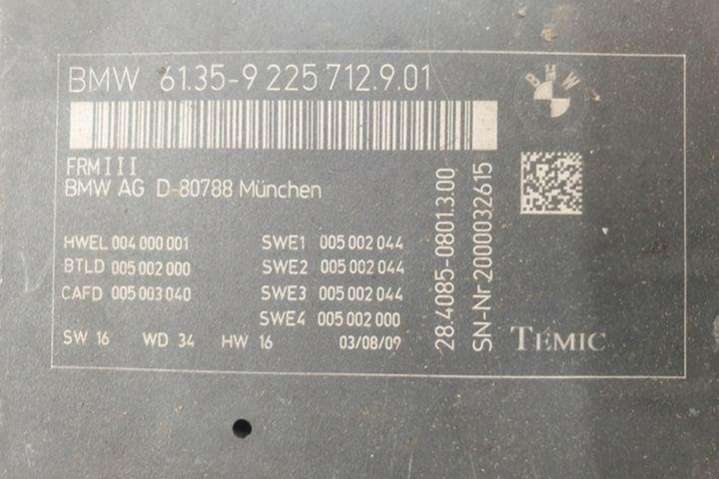 BMW 61.35-9 225 712.9.01
BMW
FRM III
BMW AG D-80788 München
HWEL 004 000 001
BTLD 005 002 000
CAFD 005 003 040
SWE1 005 002 044
SWE2 005 002 044
SWE3 005 002 044
SWE4 005 002 000
SW 16 WD 34 HW 16 03/08/09
28.4085-0801.3.00
SN-Nr2000032615
TEMIC